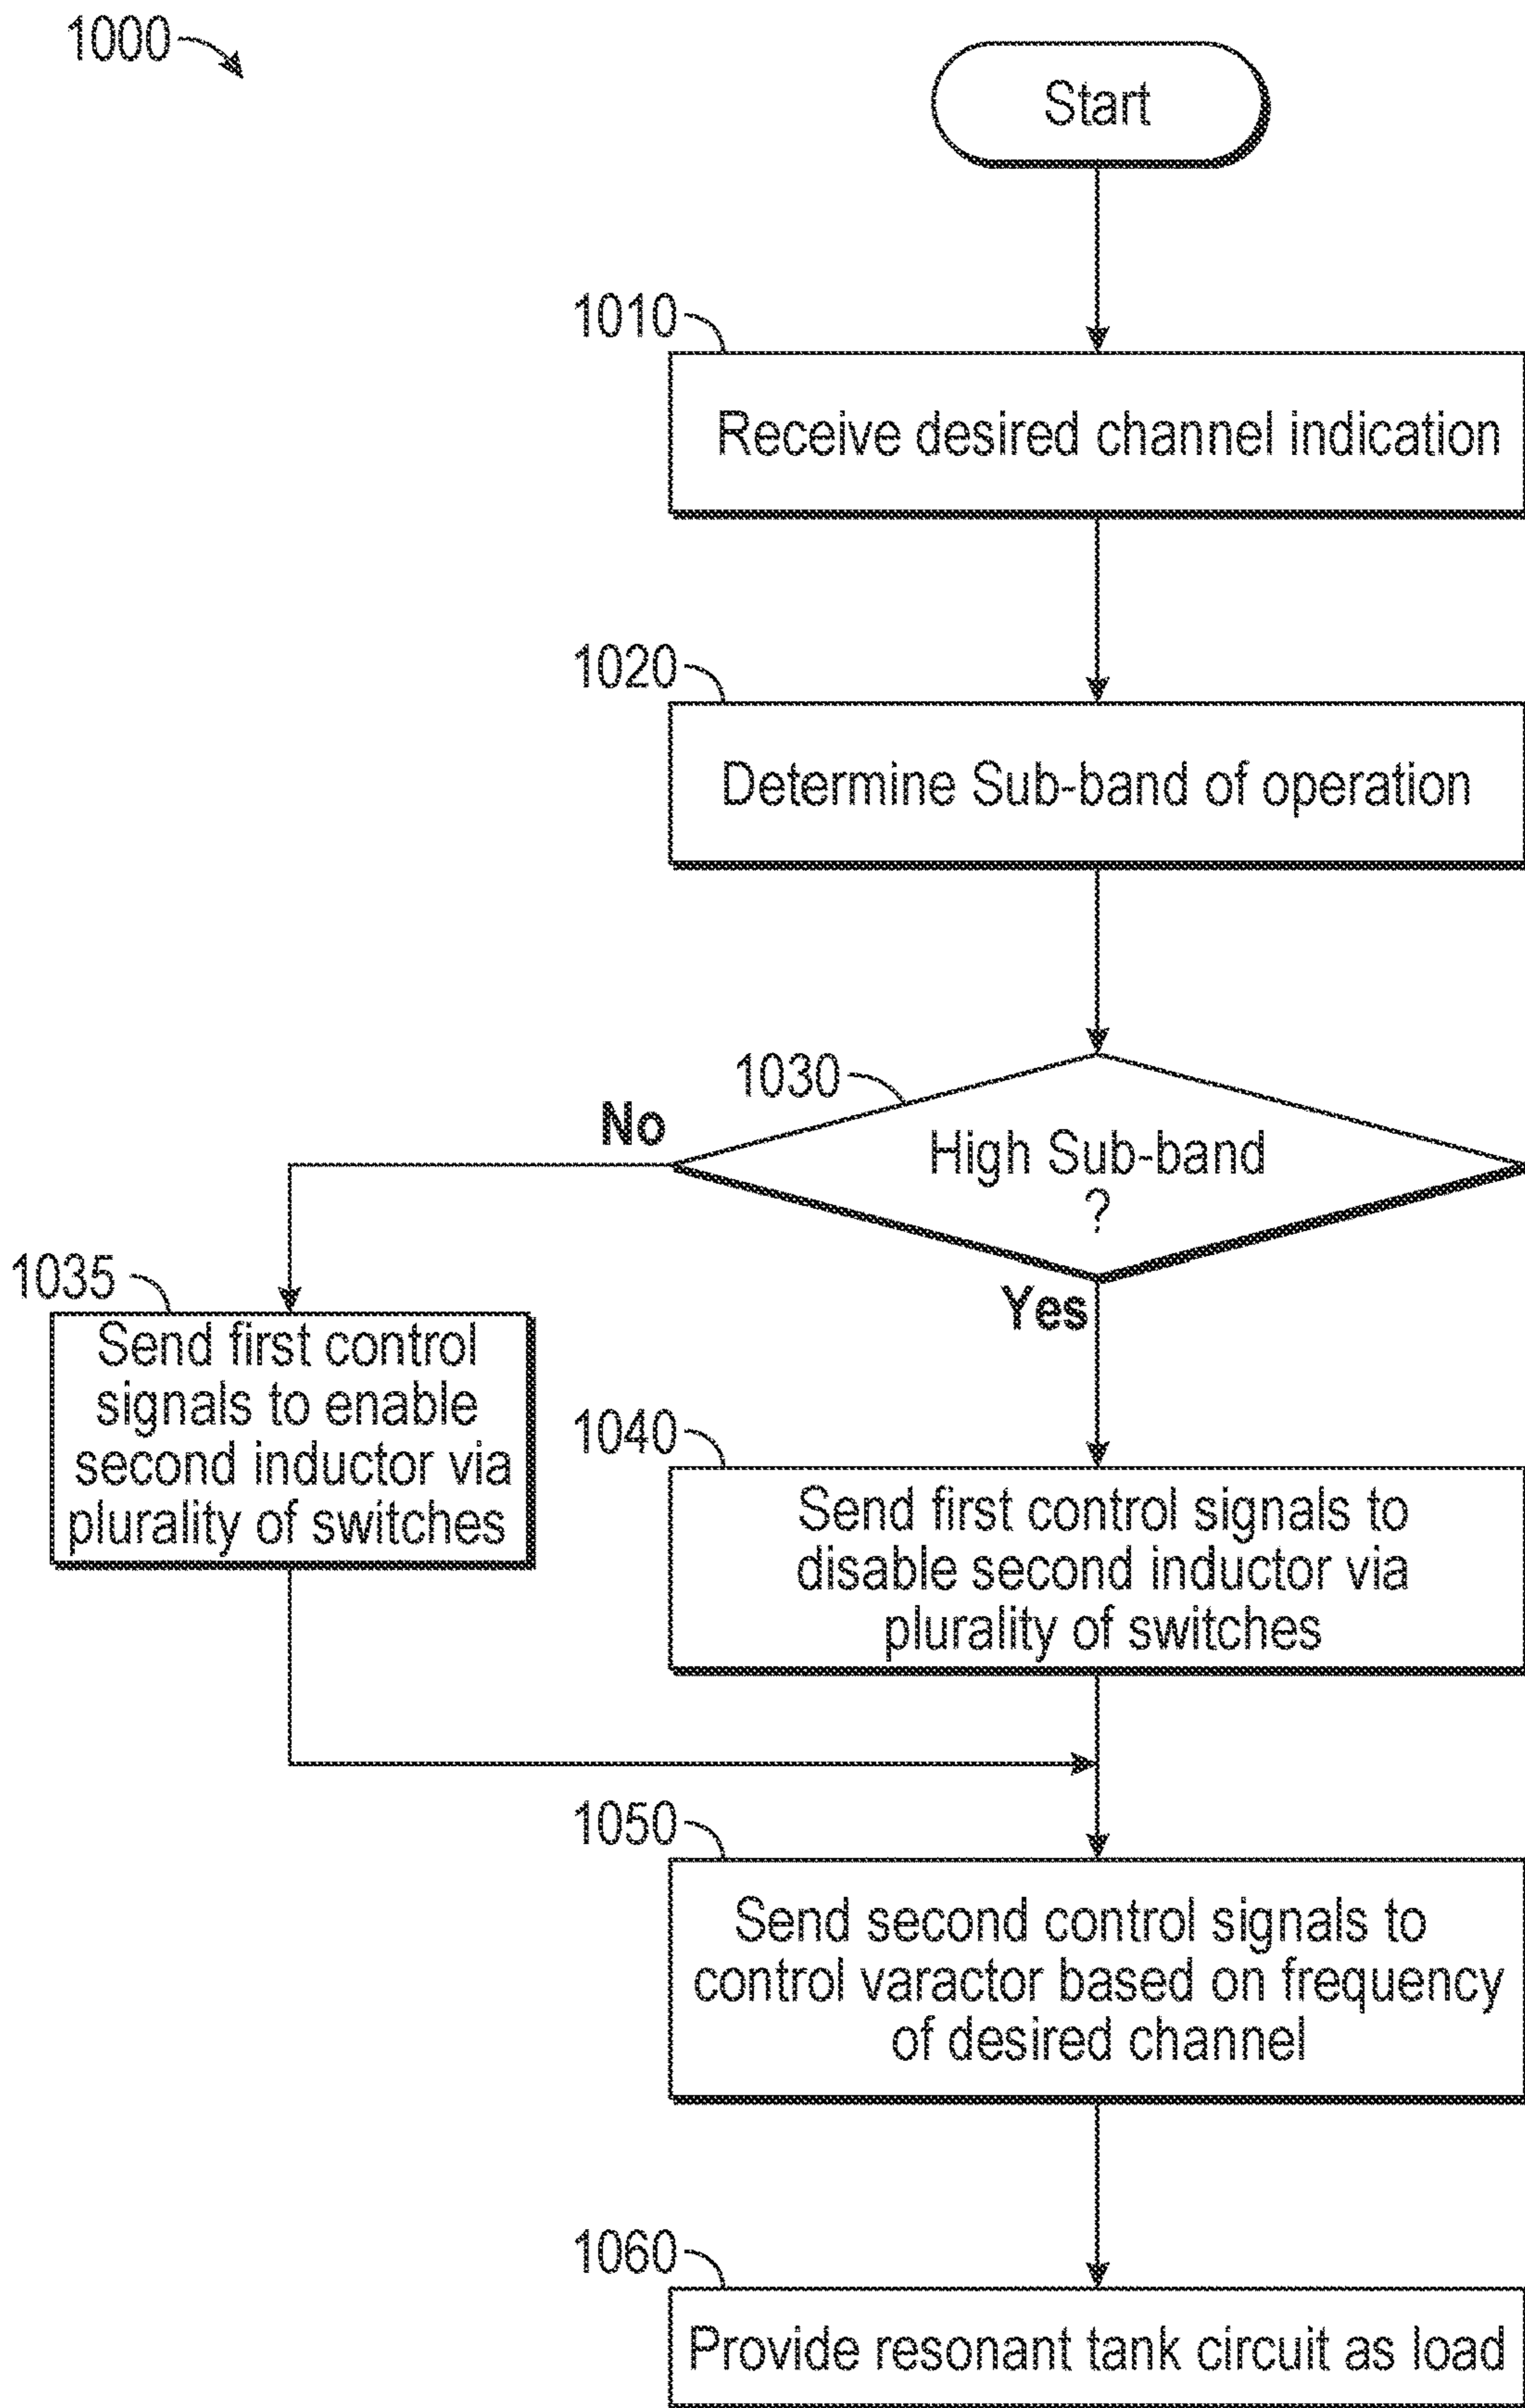 1000
Start
1010
Receive desired channel indication
1020
Determine Sub-band of operation
1030
High Sub-band
?
No
Yes
1035
Send first control
signals to enable
second inductor via
plurality of switches
1040
Send first control signals to
disable second inductor via
plurality of switches
1050
Send second control signals to
control varactor based on frequency
of desired channel
1060
Provide resonant tank circuit as load